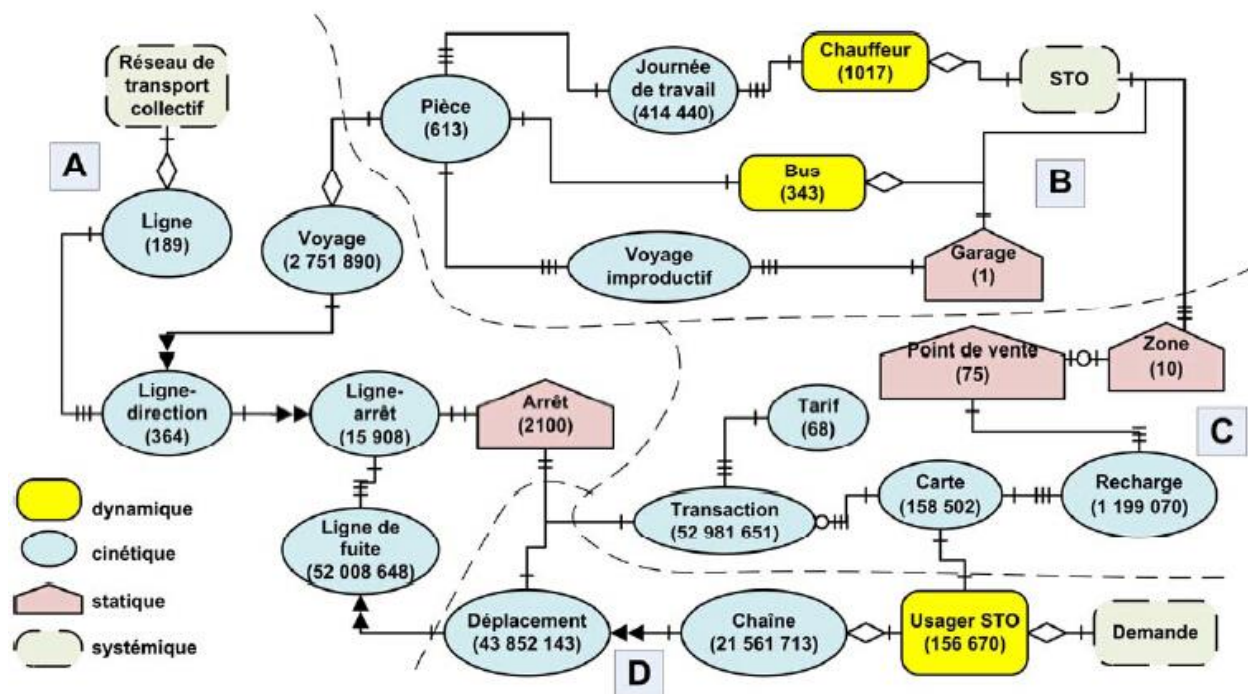 Réseau de
transport
collectif
A
Ligne
(189)
Voyage
(2 751 890)
Pièce
(613)
Journée
de travail
(414 440)
Chauffeur
(1017)
STO
Bus
(343)
B
Voyage
improductif
Garage
(1)
Ligne-
direction
(364)
Ligne-
arrêt
(15 908)
Arrêt
(2100)
Tarif
(68)
Point de vente
(75)
Zone
(10)
C
Transaction
(52 981 651)
Carte
(158 502)
Recharge
(1 199 070)
Ligne de
fuite
(52 008 648)
Déplacement
(43 852 143)
D
Chaîne
(21 561 713)
Usager STO
(156 670)
Demande
dynamique
cinétique
statique
systémique